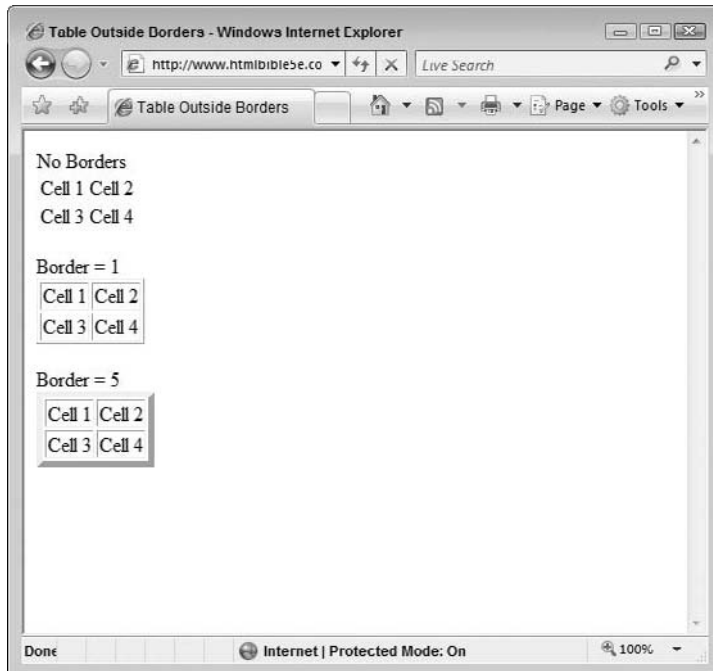 Table Outside Borders - Windows Internet Explorer
http://www.htmlbible5e.co
Live Search
Table Outside Borders
Page
Tools
No Borders
Cell 1 Cell 2
Cell 3 Cell 4
Border = 1
Cell 1 Cell 2
Cell 3 Cell 4
Border = 5
Cell 1 Cell 2
Cell 3 Cell 4
Done Internet | Protected Mode: On 100%